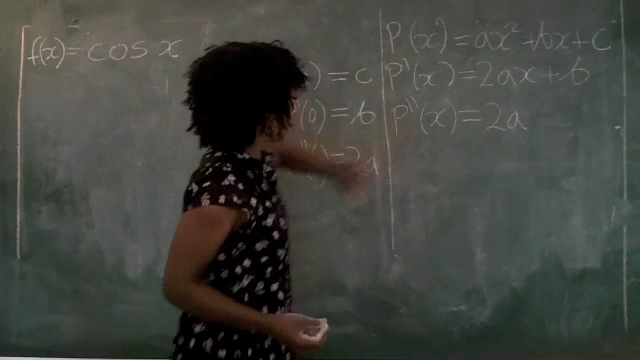 f(x)= cos x
) = c
(0) = b
= 2a
P(x) = ax²+bx+c
P'(x) = 2ax+b
P''(x) = 2a